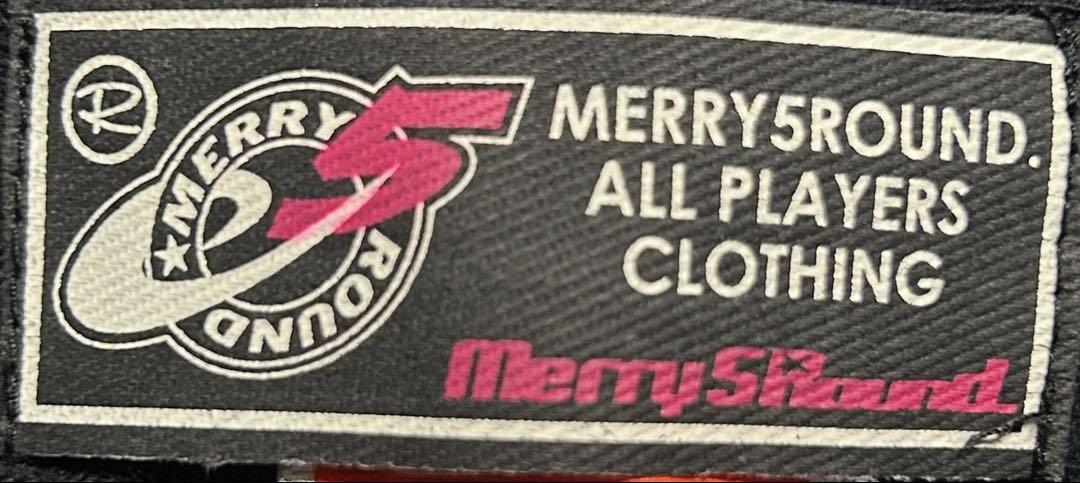 ®
MERRY
5
ROUND
MERRY5ROUND.
ALL PLAYERS
CLOTHING
Merry5Round.